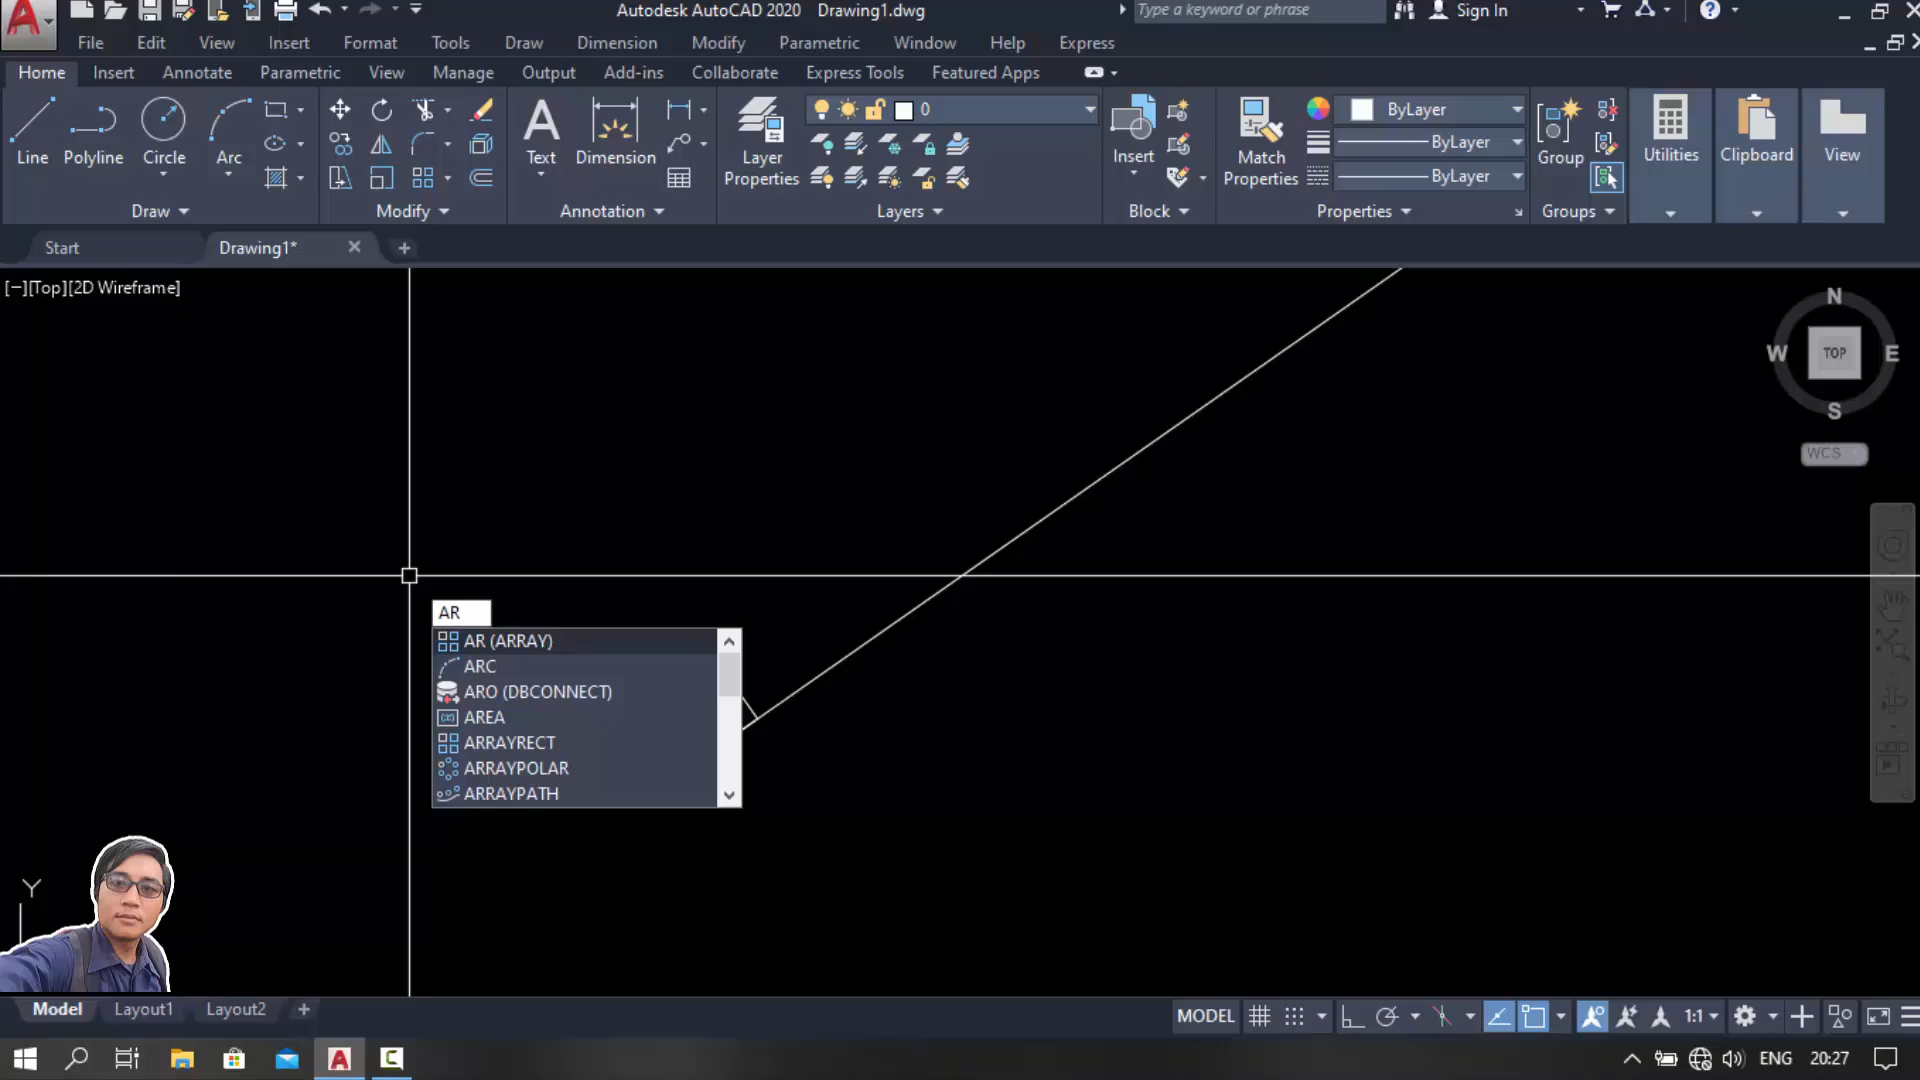 Autodesk AutoCAD 2020 Drawing1.dwg
Type a keyword or phrase
Sign In
File Edit View Insert Format Tools Draw Dimension Modify Parametric Window Help Express
Home Insert Annotate Parametric View Manage Output Add-ins Collaborate Express Tools Featured Apps
Line Polyline Circle Arc
Text Dimension
Layer Properties
0
Insert
Match Properties
ByLayer
ByLayer
ByLayer
Group
Utilities Clipboard View
Draw Modify Annotation Layers Block Properties Groups
Start Drawing1*
[−][Top][2D Wireframe]
N
W TOP E
S
WCS
AR
AR (ARRAY)
ARC
ARO (DBCONNECT)
AREA
ARRAYRECT
ARRAYPOLAR
ARRAYPATH
Y
Model Layout1 Layout2
MODEL 1:1
ENG 20:27